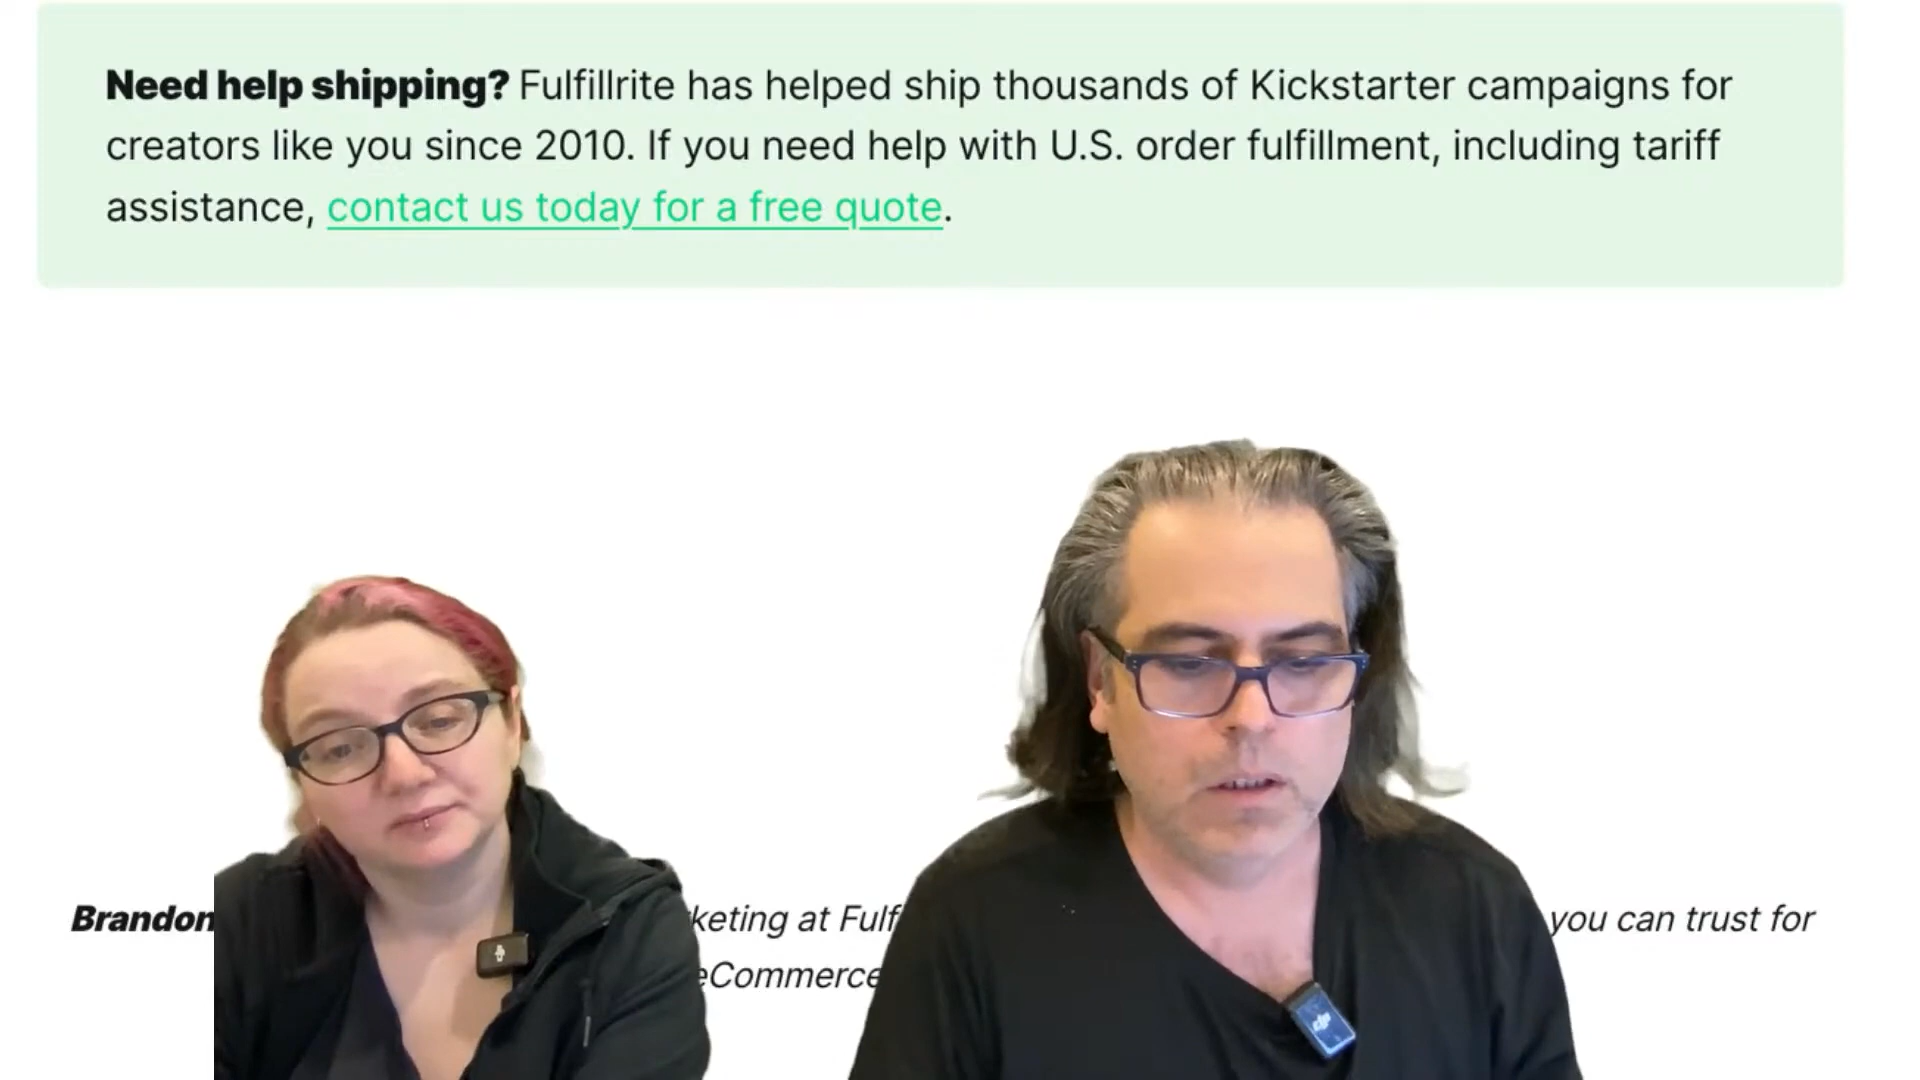 Need help shipping? Fulfillrite has helped ship thousands of Kickstarter campaigns for
creators like you since 2010. If you need help with U.S. order fulfillment, including tariff
assistance, contact us today for a free quote.
Brandon keting at Fulf you can trust for
eCommerce
dji